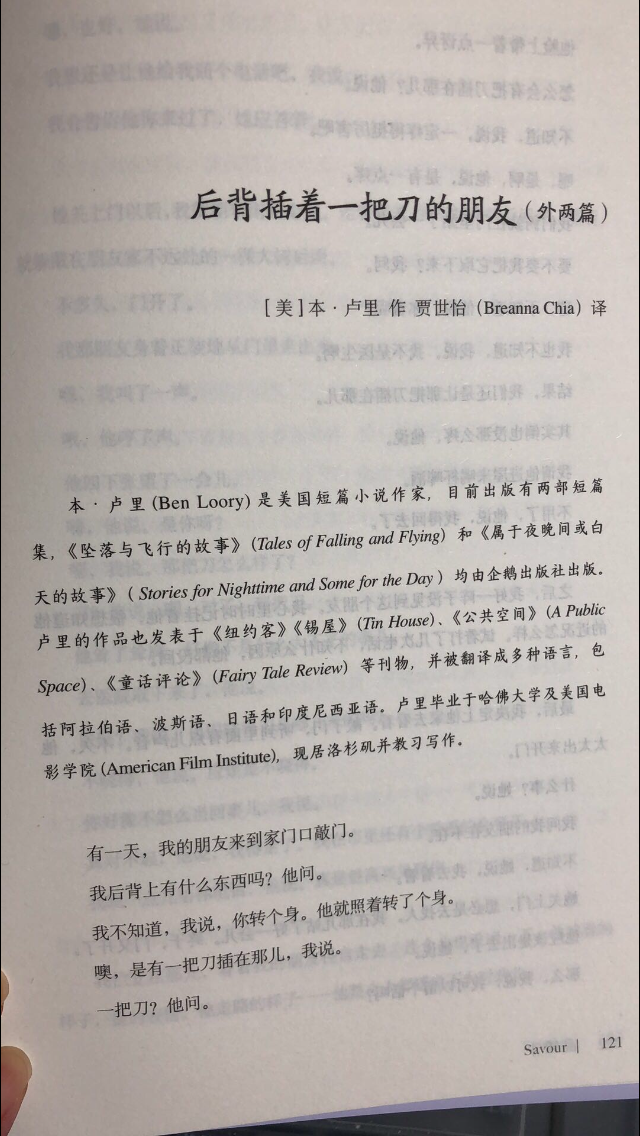 后背插着一把刀的朋友（外两篇）
[美]本·卢里 作 贾世怡（Breanna Chia）译
本·卢里(Ben Loory)是美国短篇小说作家，目前出版有两部短篇
集，《坠落与飞行的故事》(Tales of Falling and Flying) 和《属于夜晚间或白
天的故事》( Stories for Nighttime and Some for the Day ) 均由企鹅出版社出版。
卢里的作品也发表于《纽约客》《锡屋》(Tin House)、《公共空间》(A Public
Space)、《童话评论》(Fairy Tale Review) 等刊物，并被翻译成多种语言，包
括阿拉伯语、波斯语、日语和印度尼西亚语。卢里毕业于哈佛大学及美国电
影学院(American Film Institute)，现居洛杉矶并教习写作。
有一天，我的朋友来到家门口敲门。
我后背上有什么东西吗？他问。
我不知道，我说，你转个身。他就照着转了个身。
噢，是有一把刀插在那儿，我说。
一把刀？他问。
Savour | 121